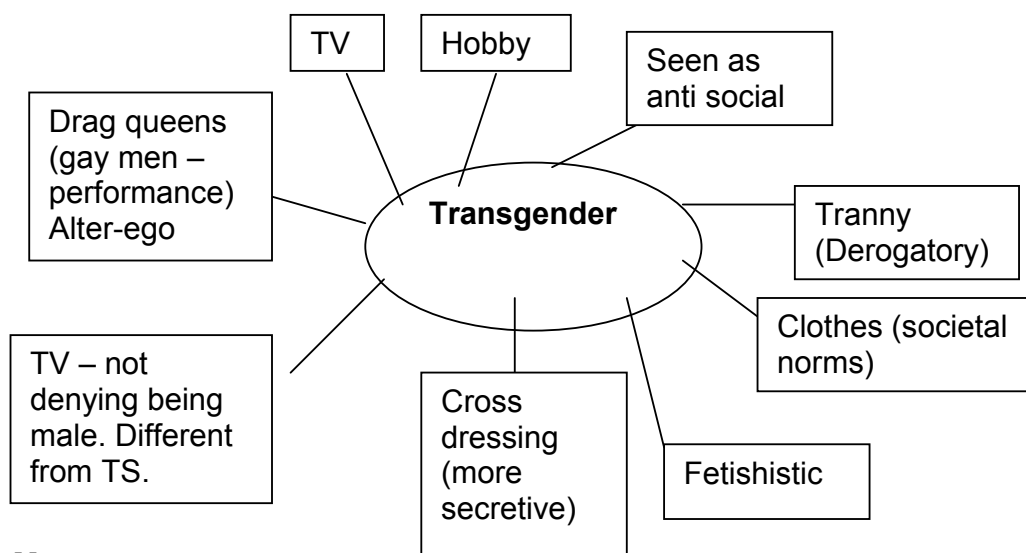 TV
Hobby
Seen as
anti social
Drag queens
(gay men –
performance)
Alter-ego
Transgender
Tranny
(Derogatory)
Clothes (societal
norms)
TV – not
denying being
male. Different
from TS.
Cross
dressing
(more
secretive)
Fetishistic